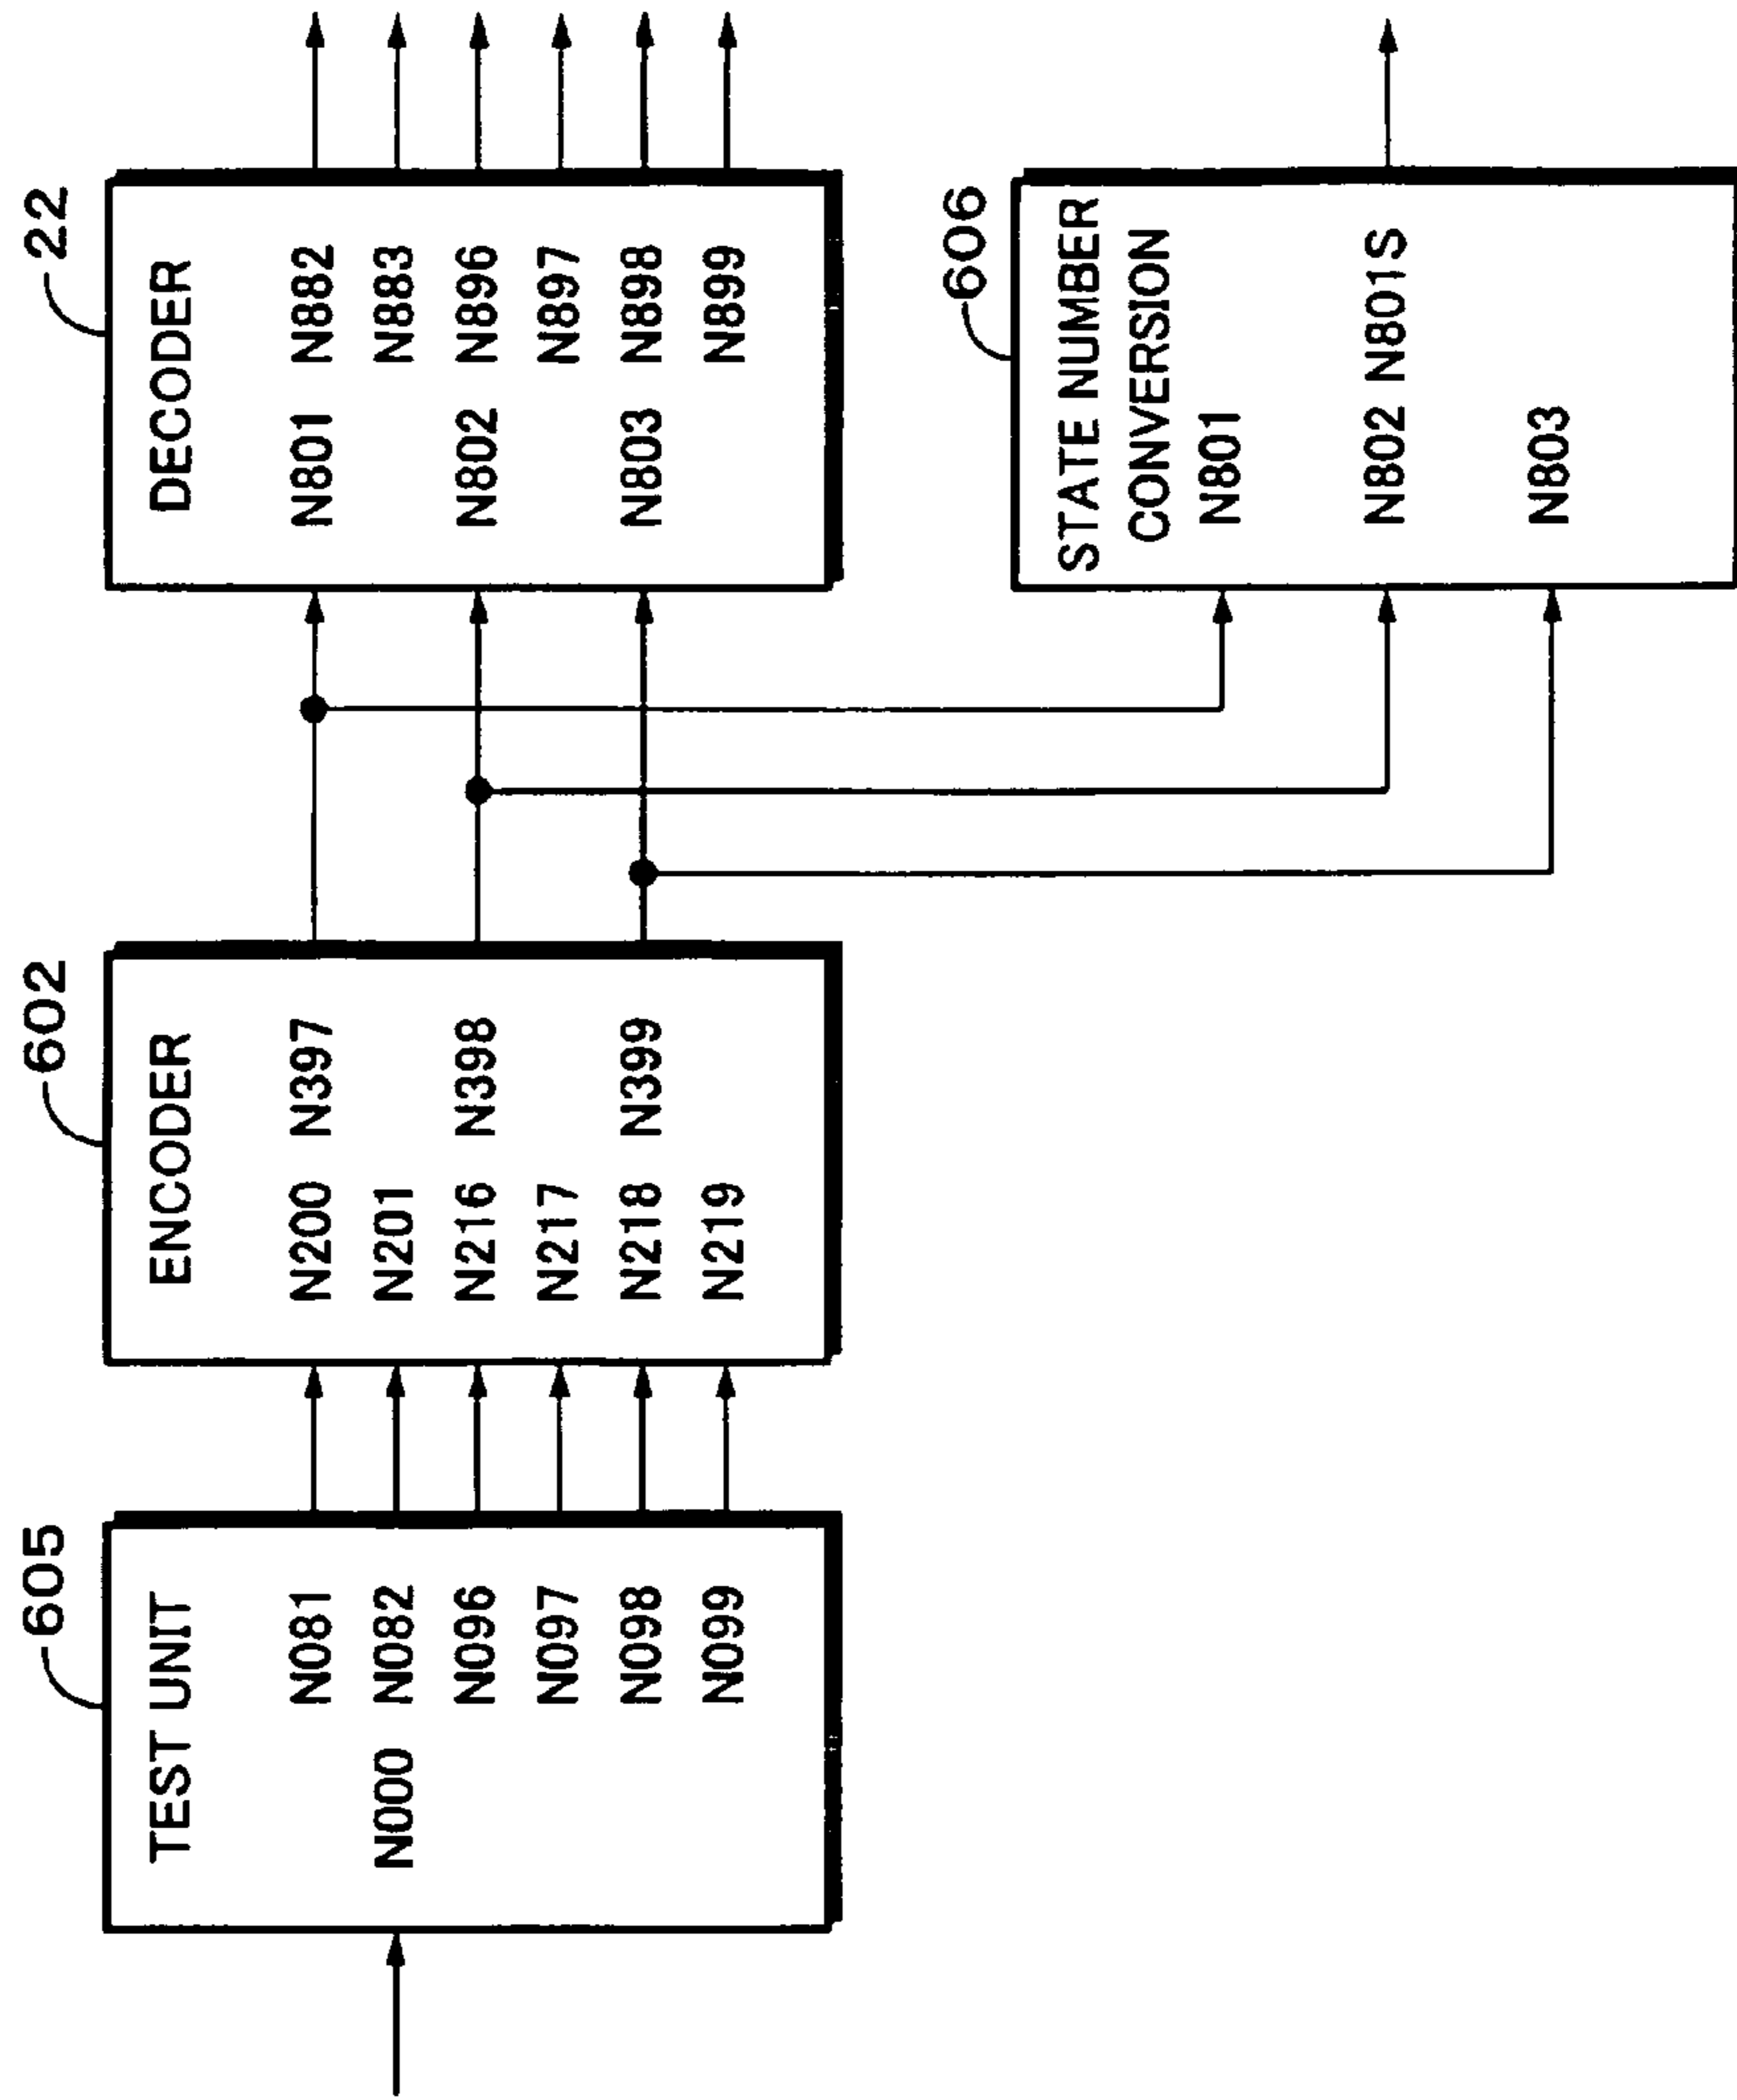 605
TEST UNIT
N081
N000 N082
N096
N097
N098
N099
602
ENCODER
N200 N397
N201
N216 N398
N217
N218 N399
N219
22
DECODER
N801 N882
N883
N802 N896
N897
N803 N898
N899
606
STATE NUMBER
CONVERSION
N801
N802 N801S
N803